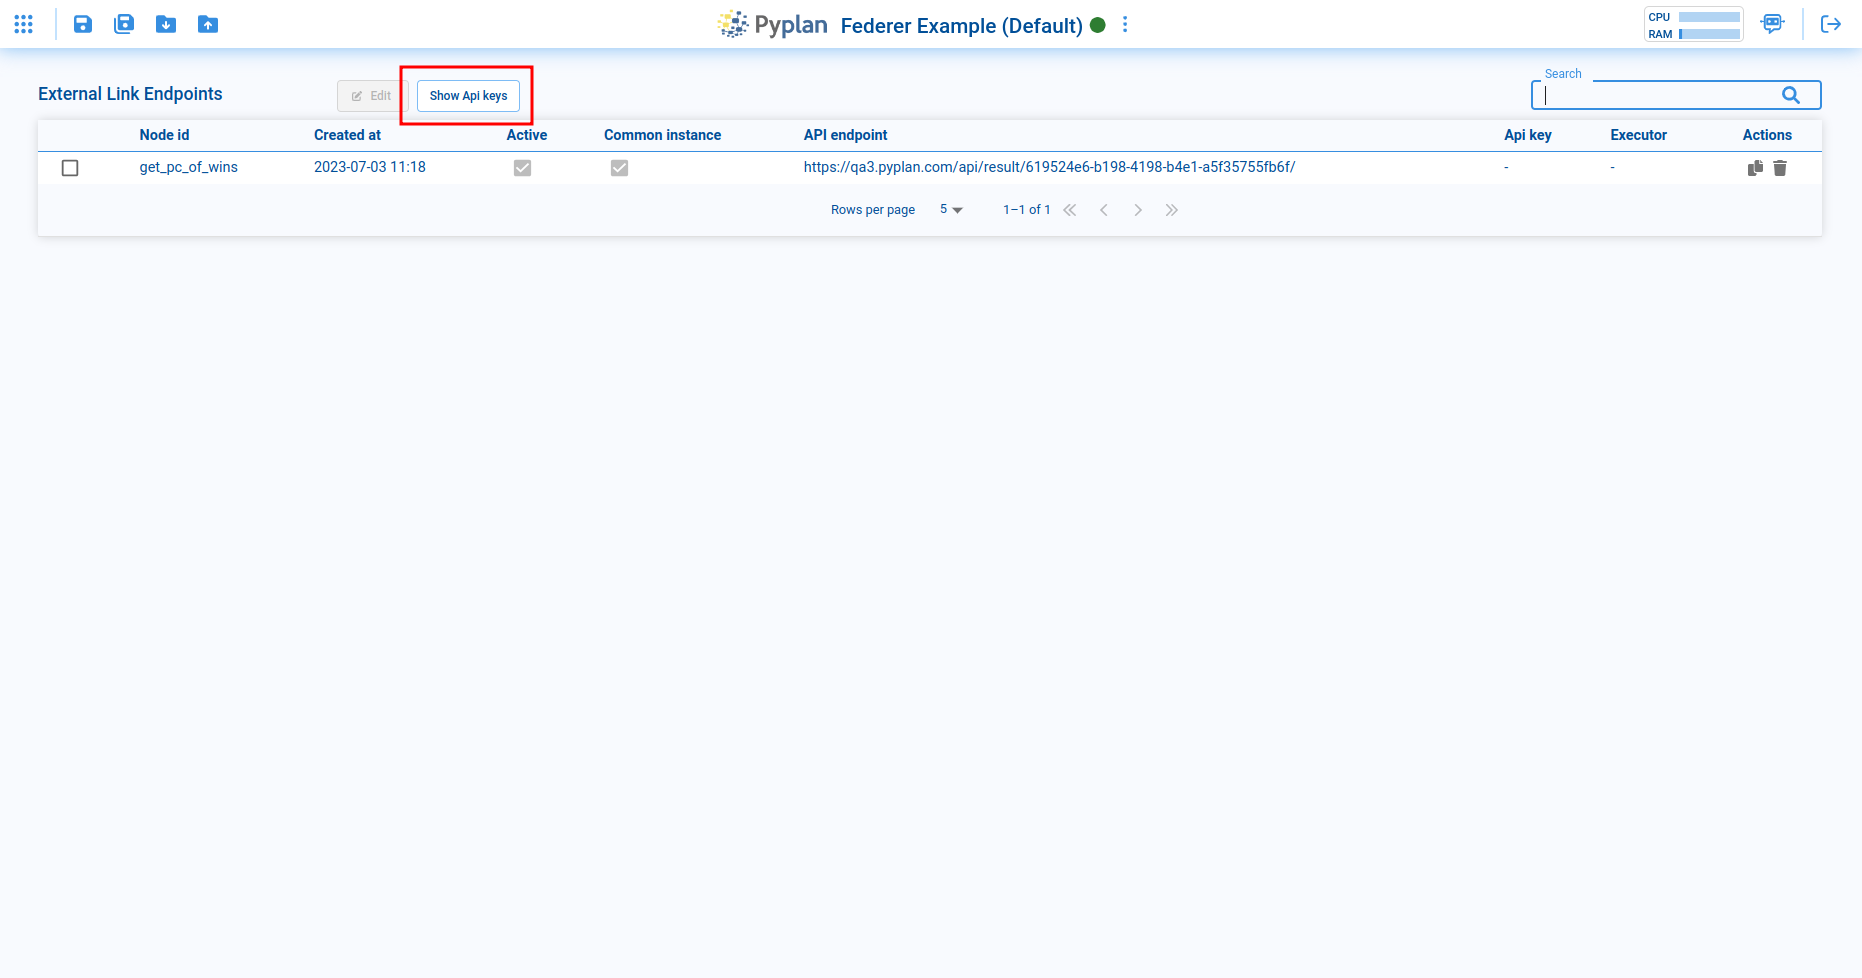 Pyplan Federer Example (Default)
CPU
RAM
External Link Endpoints
Edit
Show Api keys
Search
Node id Created at Active Common instance API endpoint Api key Executor Actions
get_pc_of_wins 2023-07-03 11:18 https://qa3.pyplan.com/api/result/619524e6-b198-4198-b4e1-a5f35755fb6f/ - -
Rows per page 5 1–1 of 1